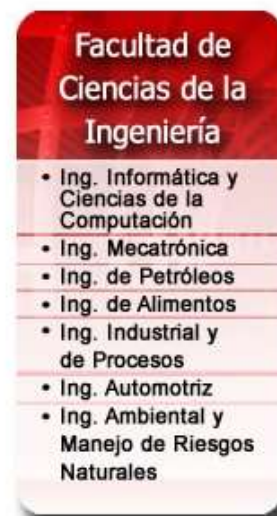 Facultad de
Ciencias de la
Ingeniería
• Ing. Informática y
Ciencias de la
Computación
• Ing. Mecatrónica
• Ing. de Petróleos
• Ing. de Alimentos
• Ing. Industrial y
de Procesos
• Ing. Automotriz
• Ing. Ambiental y
Manejo de Riesgos
Naturales